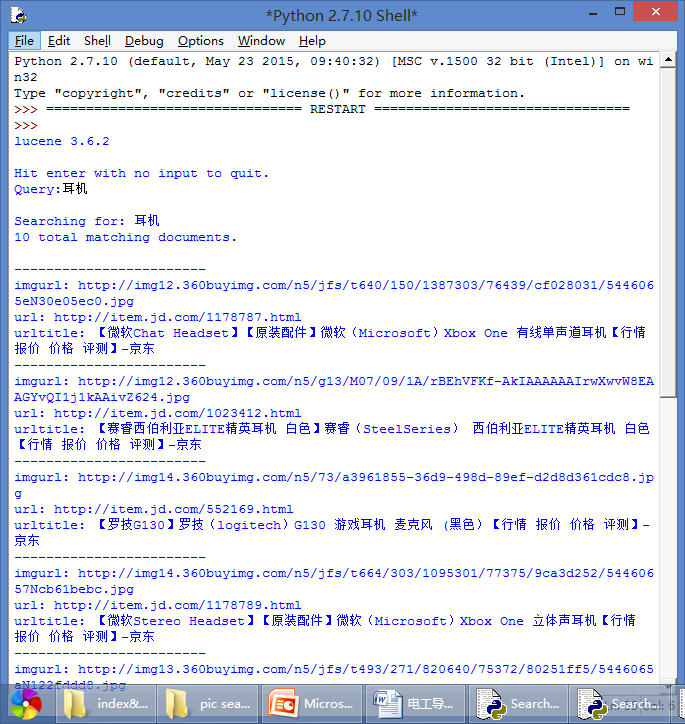 *Python 2.7.10 Shell*
File Edit Shell Debug Options Window Help
Python 2.7.10 (default, May 23 2015, 09:40:32) [MSC v.1500 32 bit (Intel)] on wi
n32
Type "copyright", "credits" or "license()" for more information.
>>> ================================ RESTART ================================
>>>
lucene 3.6.2
Hit enter with no input to quit.
Query:耳机
Searching for: 耳机
10 total matching documents.
------------------------
imgurl: http://img12.360buyimg.com/n5/jfs/t640/150/1387303/76439/cf028031/544606
5eN30e05ec0.jpg
url: http://item.jd.com/1178787.html
urltitle: 【微软Chat Headset】【原装配件】微软（Microsoft）Xbox One 有线单声道耳机【行情
报价 价格 评测】-京东
------------------------
imgurl: http://img12.360buyimg.com/n5/g13/M07/09/1A/rBEhVFKf-AkIAAAAAAIrwXwvW8EA
AGYvQI1j1kAAivZ624.jpg
url: http://item.jd.com/1023412.html
urltitle: 【赛睿西伯利亚ELITE精英耳机 白色】赛睿（SteelSeries） 西伯利亚ELITE精英耳机 白色
【行情 报价 价格 评测】-京东
------------------------
imgurl: http://img14.360buyimg.com/n5/73/a3961855-36d9-498d-89ef-d2d8d361cdc8.jp
g
url: http://item.jd.com/552169.html
urltitle: 【罗技G130】罗技（logitech）G130 游戏耳机 麦克风 (黑色）【行情 报价 价格 评测】-
京东
------------------------
imgurl: http://img14.360buyimg.com/n5/jfs/t664/303/1095301/77375/9ca3d252/544606
57Ncb61bebc.jpg
url: http://item.jd.com/1178789.html
urltitle: 【微软Stereo Headset】【原装配件】微软（Microsoft）Xbox One 立体声耳机【行情
报价 价格 评测】-京东
------------------------
imgurl: http://img13.360buyimg.com/n5/jfs/t493/271/820640/75372/80251ff5/5446065
aN122fddd8.jpg
index&... pic sea... Micros... 电工导... Search... Search...